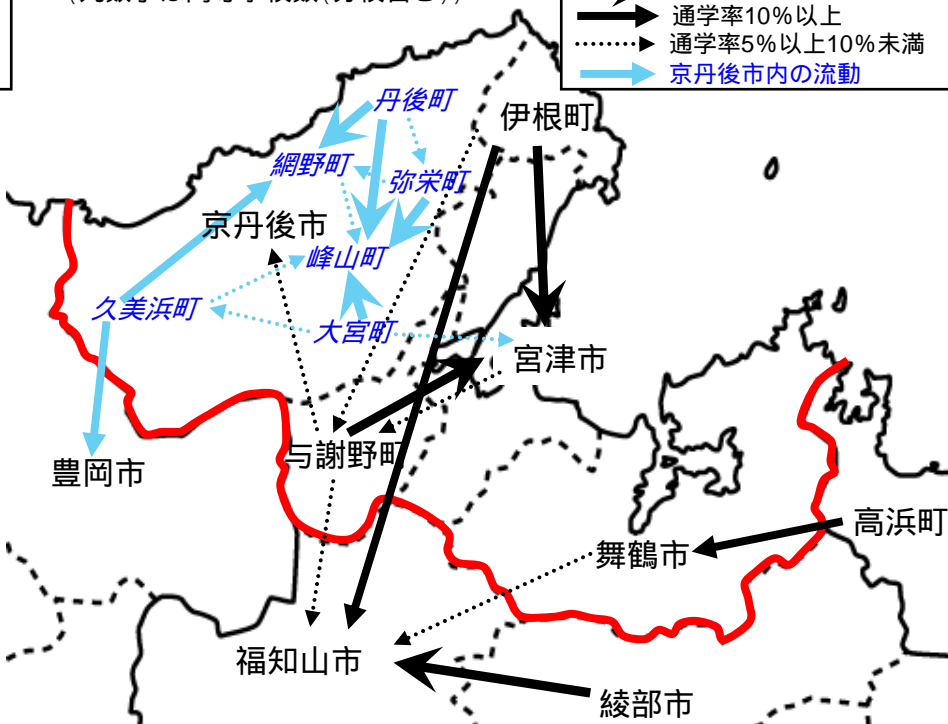 通学率10%以上
通学率5%以上10%未満
京丹後市内の流動
丹後町
伊根町
網野町
弥栄町
京丹後市
峰山町
久美浜町
大宮町
宮津市
与謝野町
豊岡市
高浜町
舞鶴市
福知山市
綾部市